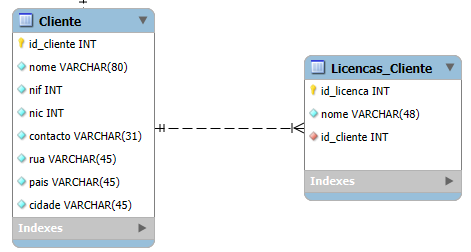 Cliente
id_cliente INT
nome VARCHAR(80)
nif INT
nic INT
contacto VARCHAR(31)
rua VARCHAR(45)
pais VARCHAR(45)
cidade VARCHAR(45)
Indexes
Licencas_Cliente
id_licenca INT
nome VARCHAR(48)
id_cliente INT
Indexes